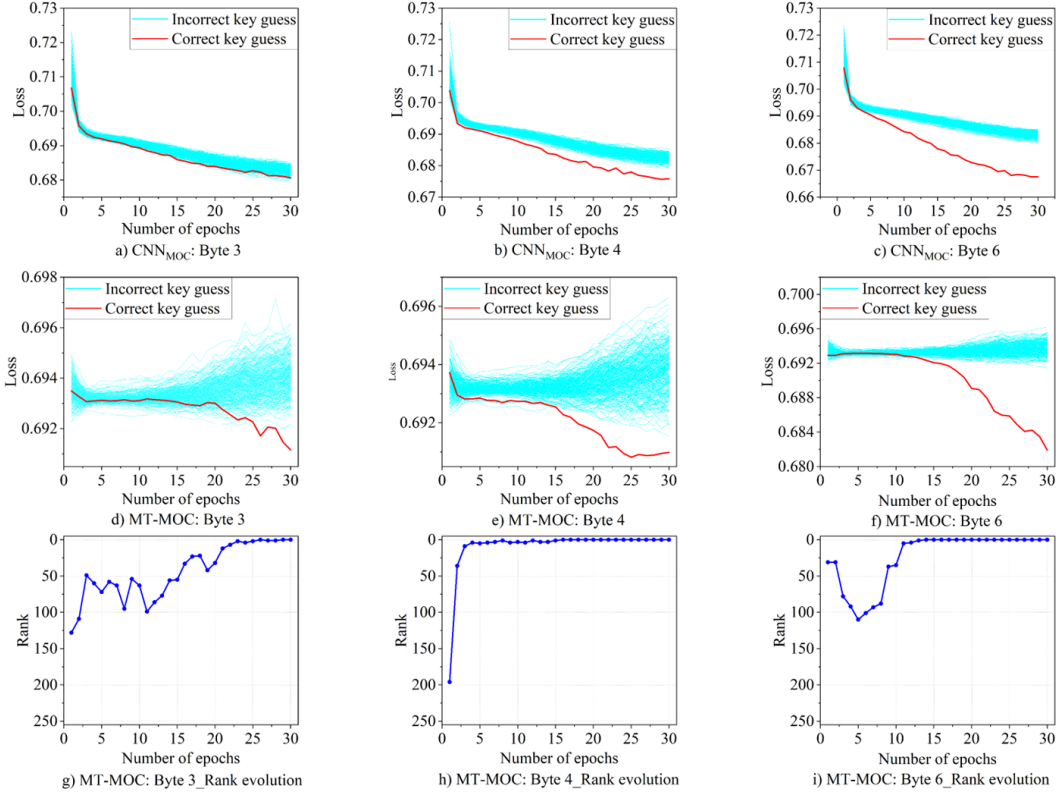 0.73
0.72
0.71
0.70
0.69
0.68
Loss
Incorrect key guess
Correct key guess
0 5 10 15 20 25 30
Number of epochs
a) CNNMOC: Byte 3
0.73
0.72
0.71
0.70
0.69
0.68
0.67
Loss
Incorrect key guess
Correct key guess
0 5 10 15 20 25 30
Number of epochs
b) CNNMOC: Byte 4
0.73
0.72
0.71
0.70
0.69
0.68
0.67
0.66
Loss
Incorrect key guess
Correct key guess
0 5 10 15 20 25 30
Number of epochs
c) CNNMOC: Byte 6
0.698
0.696
0.694
0.692
Loss
Incorrect key guess
Correct key guess
0 5 10 15 20 25 30
Number of epochs
d) MT-MOC: Byte 3
0.696
0.694
0.692
Loss
Incorrect key guess
Correct key guess
0 5 10 15 20 25 30
Number of epochs
e) MT-MOC: Byte 4
0.700
0.696
0.692
0.688
0.684
0.680
Loss
Incorrect key guess
Correct key guess
0 5 10 15 20 25 30
Number of epochs
f) MT-MOC: Byte 6
0
50
100
150
200
250
Rank
0 5 10 15 20 25 30
Number of epochs
g) MT-MOC: Byte 3_Rank evolution
0
50
100
150
200
250
Rank
0 5 10 15 20 25 30
Number of epochs
h) MT-MOC: Byte 4_Rank evolution
0
50
100
150
200
250
Rank
0 5 10 15 20 25 30
Number of epochs
i) MT-MOC: Byte 6_Rank evolution